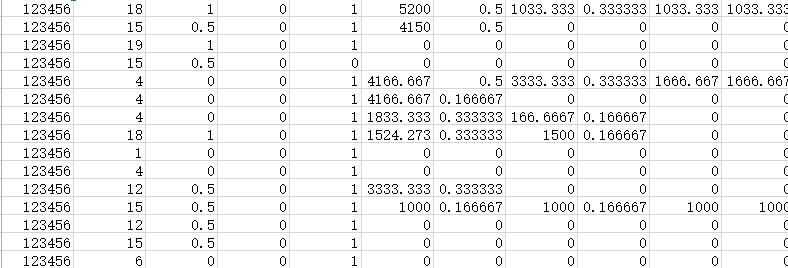 123456 18 1 0 1 5200 0.5 1033.333 0.333333 1033.333 1033.333
123456 15 0.5 0 1 4150 0.5 0 0 0 0
123456 19 1 0 1 0 0 0 0 0 0
123456 15 0.5 0 0 0 0 0 0 0 0
123456 4 0 0 1 4166.667 0.5 3333.333 0.333333 1666.667 1666.667
123456 4 0 0 1 4166.667 0.166667 0 0 0 0
123456 4 0 0 1 1833.333 0.333333 166.6667 0.166667 0 0
123456 18 1 0 1 1524.273 0.333333 1500 0.166667 0 0
123456 1 0 0 1 0 0 0 0 0 0
123456 4 0 0 1 0 0 0 0 0 0
123456 12 0.5 0 1 3333.333 0.333333 0 0 0 0
123456 15 0.5 0 1 1000 0.166667 1000 0.166667 1000 1000
123456 12 0.5 0 1 0 0 0 0 0 0
123456 15 0.5 0 1 0 0 0 0 0 0
123456 6 0 0 1 0 0 0 0 0 0